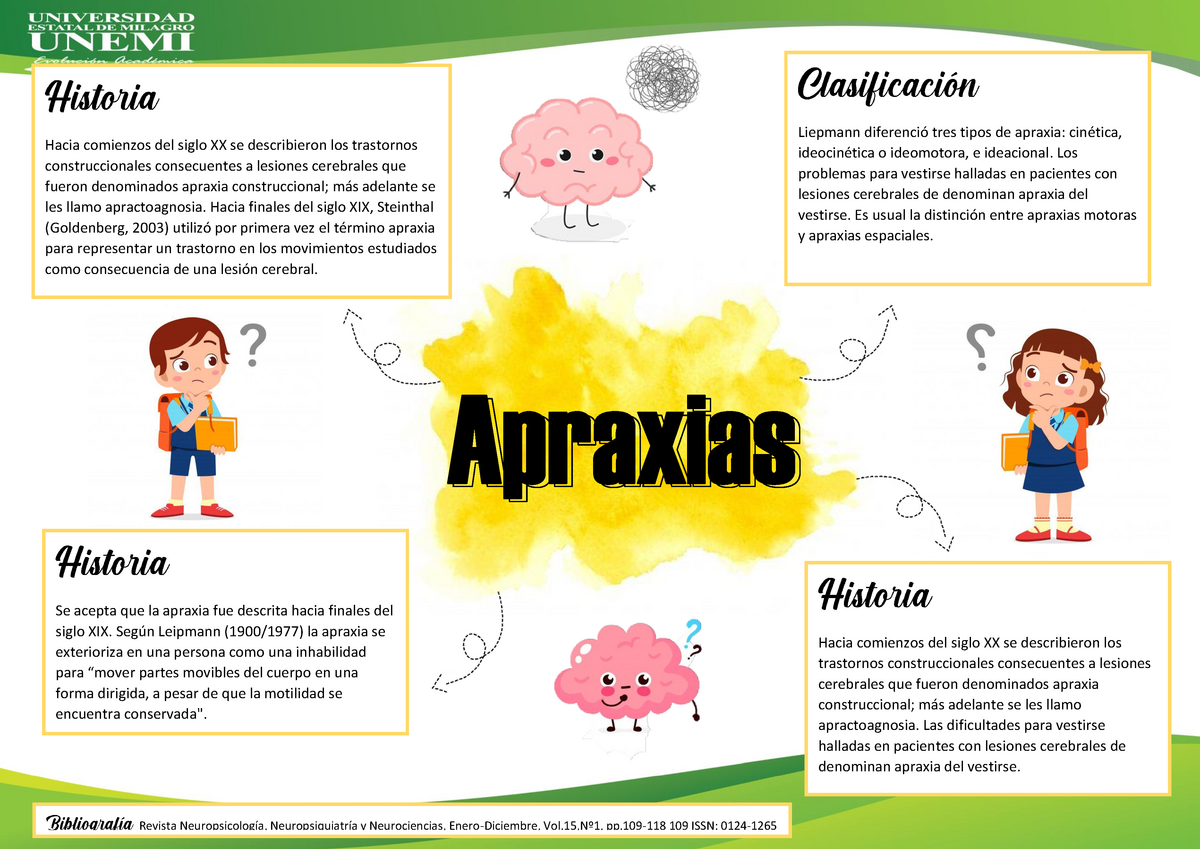 UNIVERSIDAD
ESTATAL DE MILAGRO
UNEMI
Evolución Académica
Historia
Hacia comienzos del siglo XX se describieron los trastornos
construccionales consecuentes a lesiones cerebrales que
fueron denominados apraxia construccional; más adelante se
les llamo apractoagnosia. Hacia finales del siglo XIX, Steinthal
(Goldenberg, 2003) utilizó por primera vez el término apraxia
para representar un trastorno en los movimientos estudiados
como consecuencia de una lesión cerebral.
Clasificación
Liepmann diferenció tres tipos de apraxia: cinética,
ideocinética o ideomotora, e ideacional. Los
problemas para vestirse halladas en pacientes con
lesiones cerebrales de denominan apraxia del
vestirse. Es usual la distinción entre apraxias motoras
y apraxias espaciales.
?
?
Apraxias
Historia
Se acepta que la apraxia fue descrita hacia finales del
siglo XIX. Según Leipmann (1900/1977) la apraxia se
exterioriza en una persona como una inhabilidad
para “mover partes movibles del cuerpo en una
forma dirigida, a pesar de que la motilidad se
encuentra conservada".
? ?
Historia
Hacia comienzos del siglo XX se describieron los
trastornos construccionales consecuentes a lesiones
cerebrales que fueron denominados apraxia
construccional; más adelante se les llamo
apractoagnosia. Las dificultades para vestirse
halladas en pacientes con lesiones cerebrales de
denominan apraxia del vestirse.
Bibliografía Revista Neuropsicología, Neuropsiquiatría y Neurociencias, Enero-Diciembre, Vol.15,Nº1, pp.109-118 109 ISSN: 0124-1265